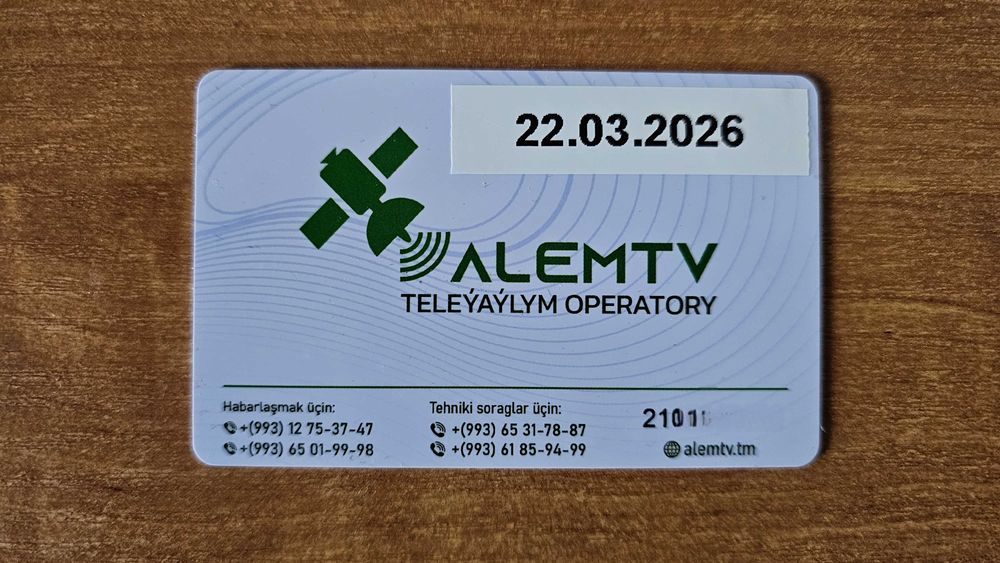 22.03.2026
ALEMTV
TELEÝAÝLYM OPERATORY
Habarlaşmak üçin:
+(993) 12 75-37-47
+(993) 65 01-99-98
Tehniki soraglar üçin:
+(993) 65 31-78-87
+(993) 61 85-94-99
alemtv.tm